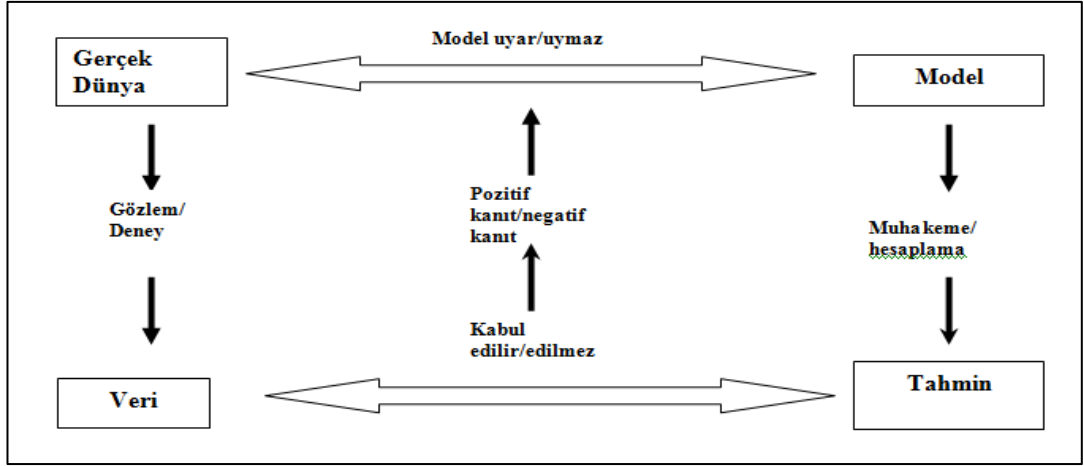 Model uyar/uymaz
Gerçek
Dünya
Model
Gözlem/
Deney
Pozitif
kanıt/negatif
kanıt
Muhakeme/
hesaplama
Kabul
edilir/edilmez
Veri
Tahmin